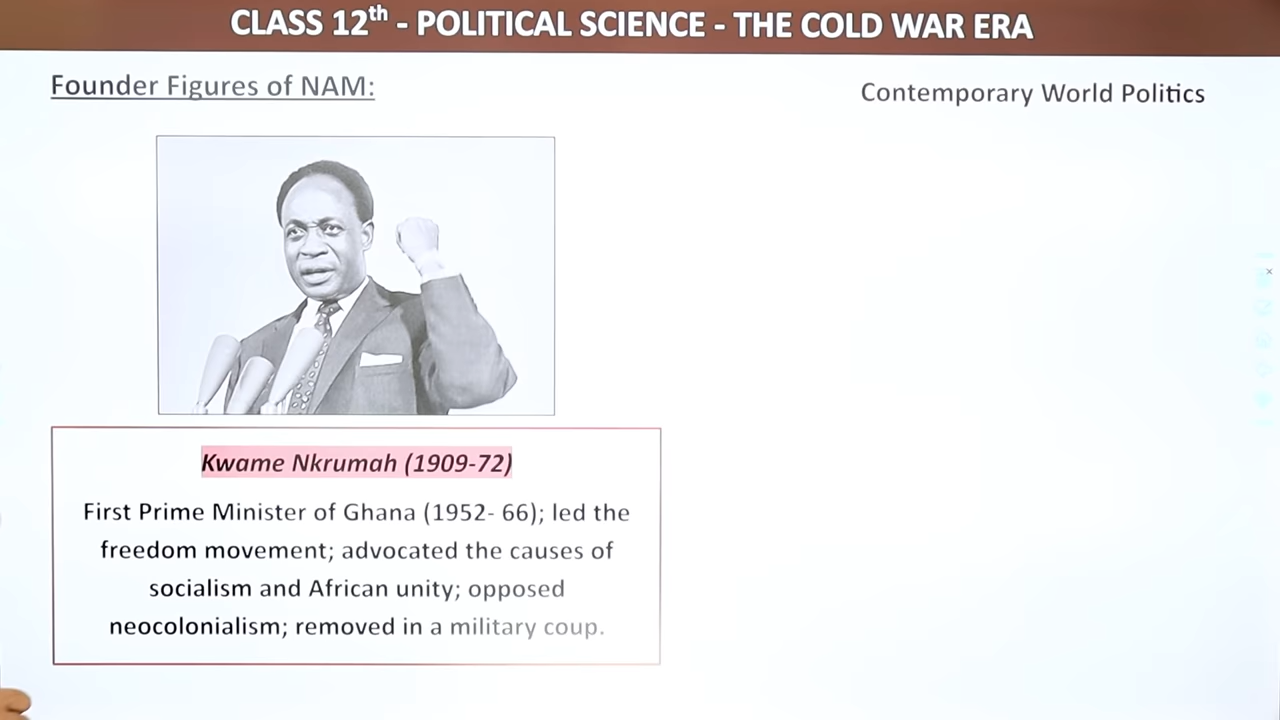 CLASS 12th - POLITICAL SCIENCE - THE COLD WAR ERA
Founder Figures of NAM:
Contemporary World Politics
Kwame Nkrumah (1909-72)
First Prime Minister of Ghana (1952- 66); led the
freedom movement; advocated the causes of
socialism and African unity; opposed
neocolonialism; removed in a military coup.